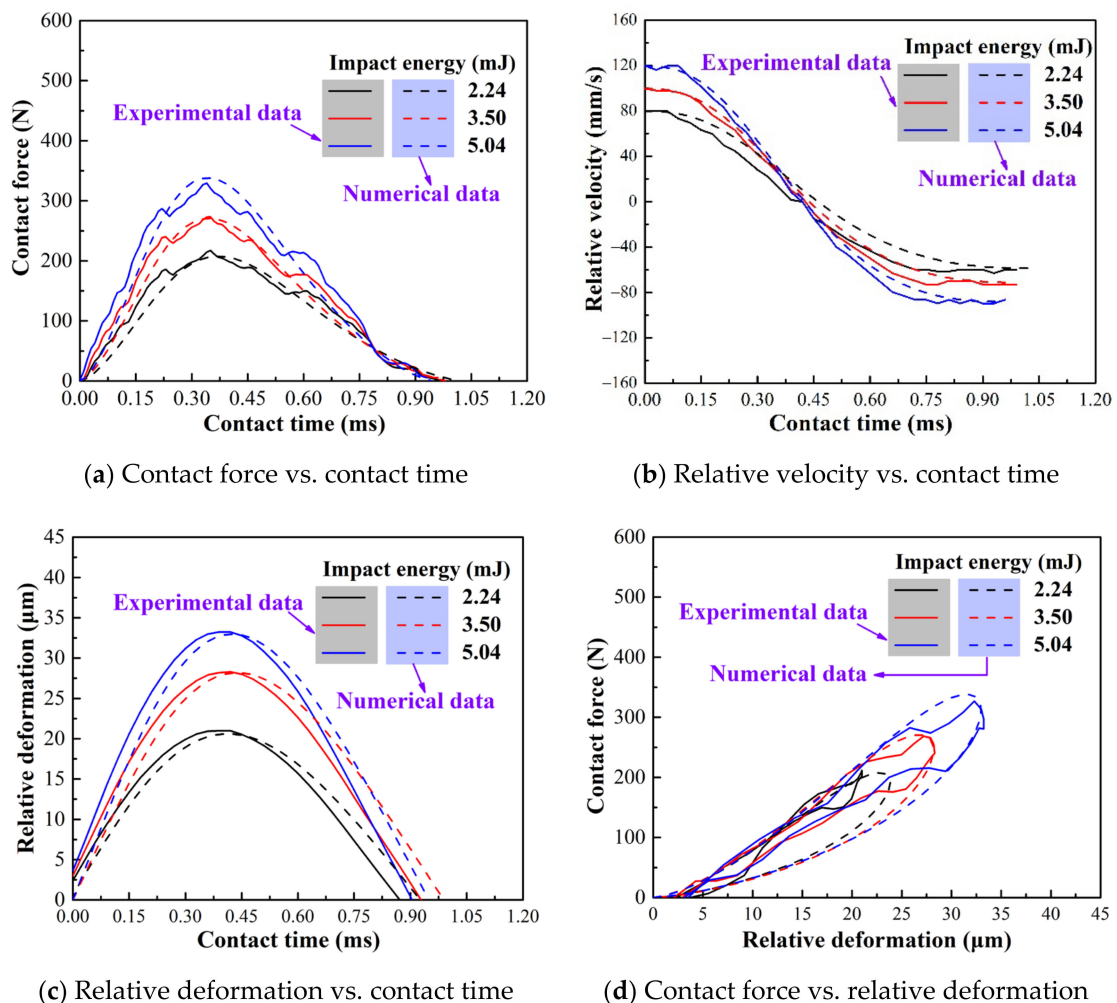 600
500
400
300
200
100
0
Contact force (N)
Impact energy (mJ)
2.24
3.50
5.04
Experimental data
Numerical data
0.00 0.15 0.30 0.45 0.60 0.75 0.90 1.05 1.20
Contact time (ms)
(a) Contact force vs. contact time
160
120
80
40
0
−40
−80
−120
−160
Relative velocity (mm/s)
Impact energy (mJ)
2.24
3.50
5.04
Experimental data
Numerical data
0.00 0.15 0.30 0.45 0.60 0.75 0.90 1.05 1.20
Contact time (ms)
(b) Relative velocity vs. contact time
45
40
35
30
25
20
15
10
5
0
Relative deformation (μm)
Impact energy (mJ)
2.24
3.50
5.04
Experimental data
Numerical data
0.00 0.15 0.30 0.45 0.60 0.75 0.90 1.05 1.20
Contact time (ms)
(c) Relative deformation vs. contact time
600
500
400
300
200
100
0
Contact force (N)
Impact energy (mJ)
2.24
3.50
5.04
Experimental data
Numerical data
0 5 10 15 20 25 30 35 40 45
Relative deformation (μm)
(d) Contact force vs. relative deformation